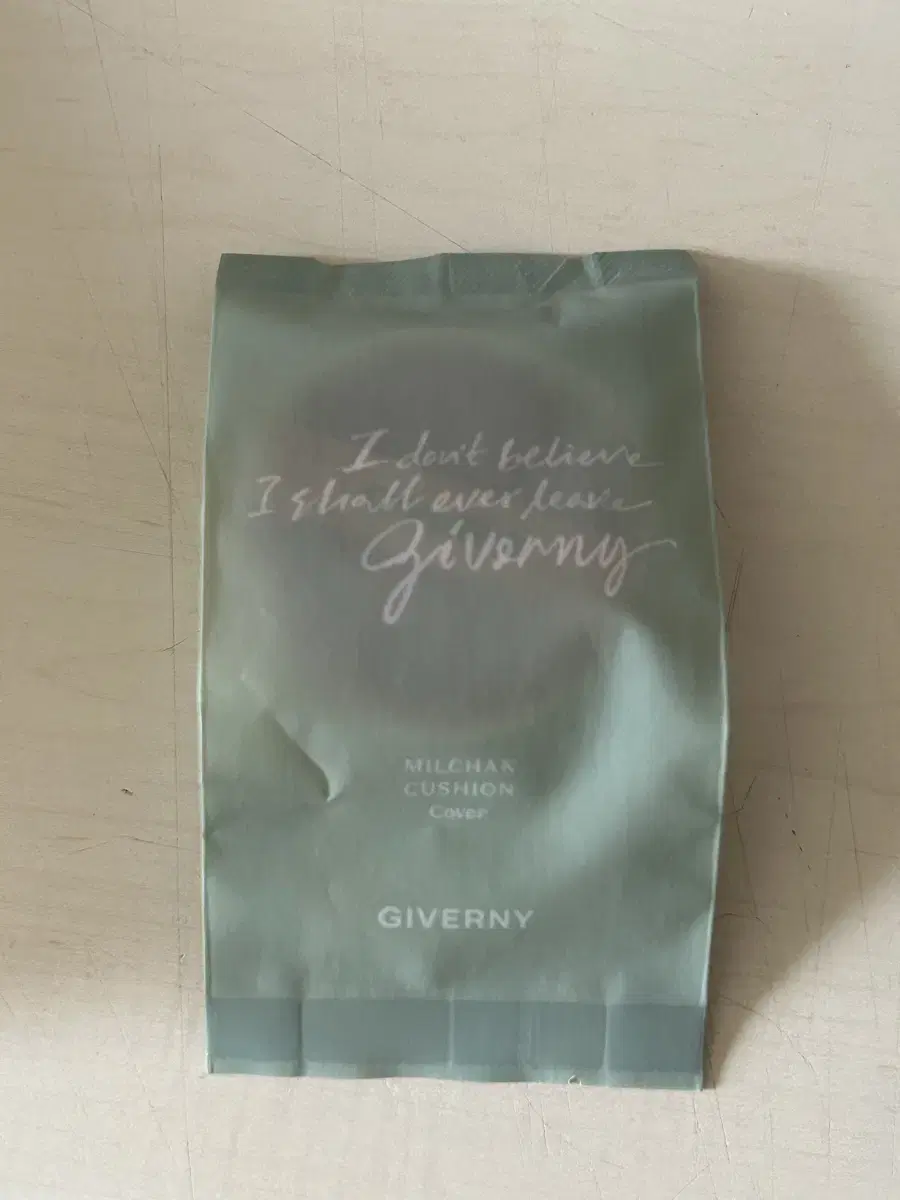 I don't believe
I shall ever leave
Giverny
MILCHAK
CUSHION
Cover
GIVERNY